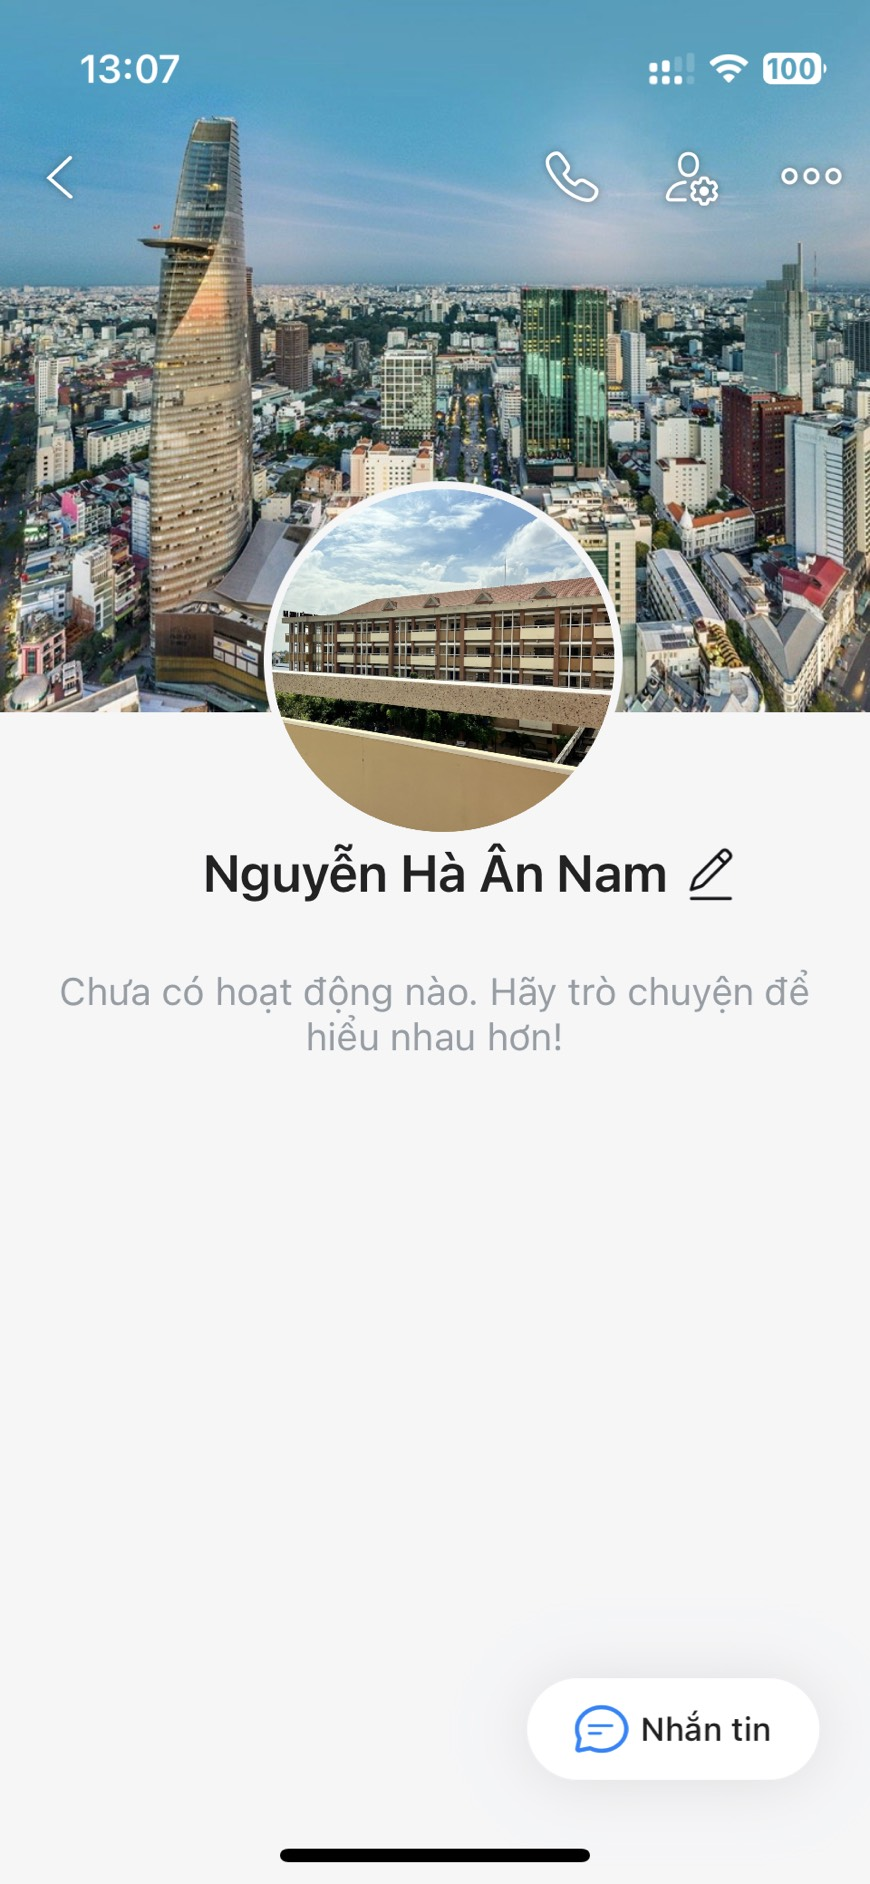 13:07
100
Nguyễn Hà Ân Nam
Chưa có hoạt động nào. Hãy trò chuyện để
hiểu nhau hơn!
Nhắn tin